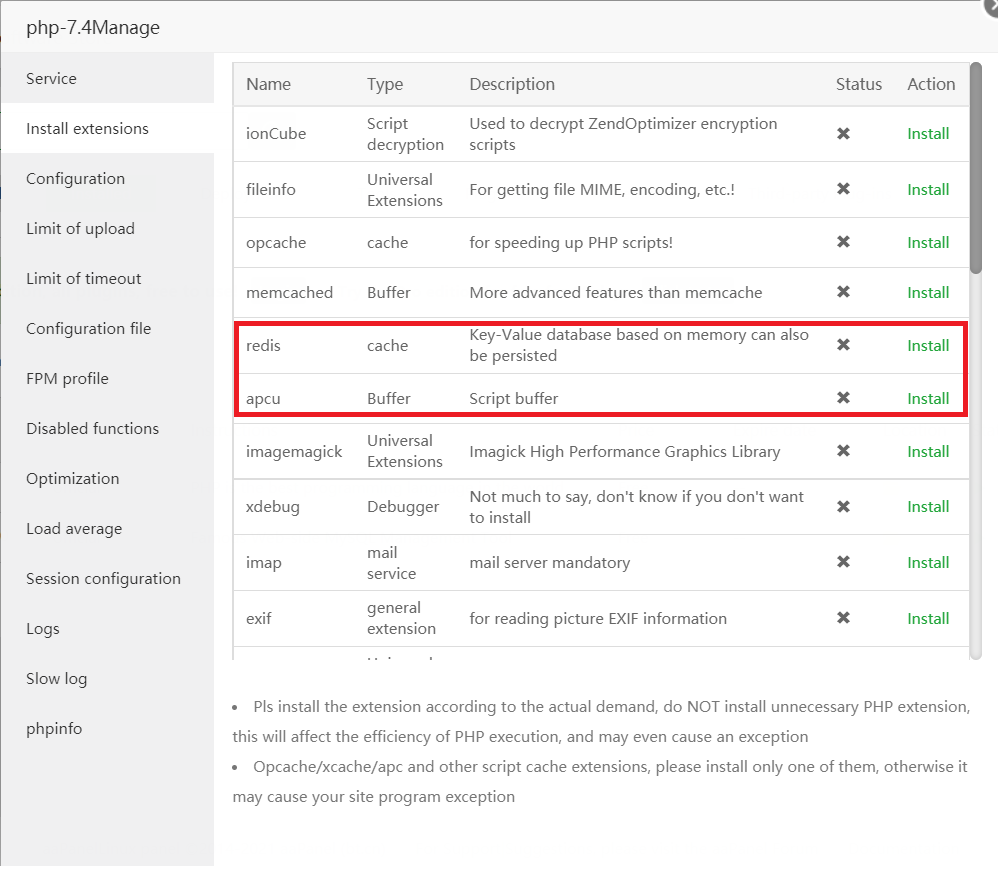 php-7.4Manage
Service
Install extensions
Configuration
Limit of upload
Limit of timeout
Configuration file
FPM profile
Disabled functions
Optimization
Load average
Session configuration
Logs
Slow log
phpinfo
Name Type Description Status Action
ionCube Script decryption Used to decrypt ZendOptimizer encryption scripts ✖ Install
fileinfo Universal Extensions For getting file MIME, encoding, etc.! ✖ Install
opcache cache for speeding up PHP scripts! ✖ Install
memcached Buffer More advanced features than memcache ✖ Install
redis cache Key-Value database based on memory can also be persisted ✖ Install
apcu Buffer Script buffer ✖ Install
imagemagick Universal Extensions Imagick High Performance Graphics Library ✖ Install
xdebug Debugger Not much to say, don't know if you don't want to install ✖ Install
imap mail service mail server mandatory ✖ Install
exif general extension for reading picture EXIF information ✖ Install
• Pls install the extension according to the actual demand, do NOT install unnecessary PHP extension,
this will affect the efficiency of PHP execution, and may even cause an exception
• Opcache/xcache/apc and other script cache extensions, please install only one of them, otherwise it
may cause your site program exception